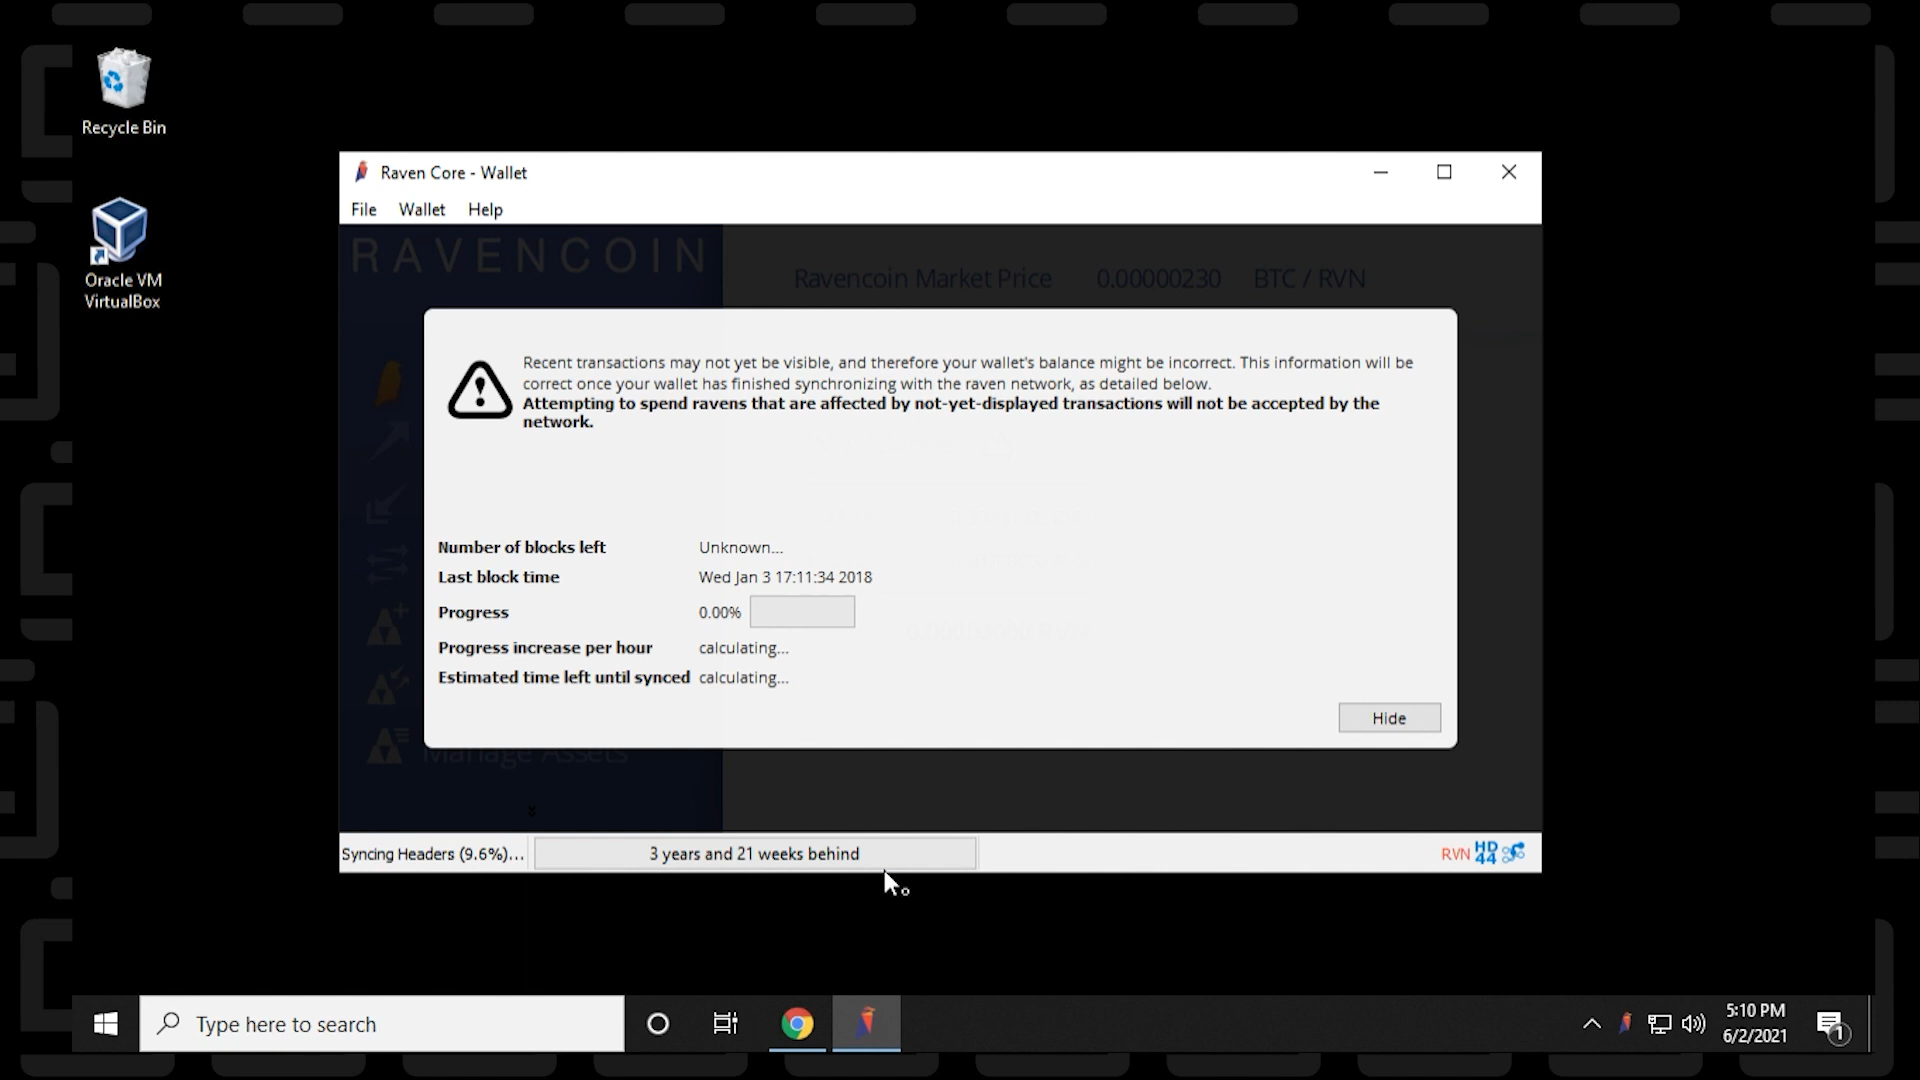 Recycle Bin
Oracle VM
VirtualBox
Raven Core - Wallet
File Wallet Help
RAVENCOIN
Ravencoin Market Price 0.00000230 BTC / RVN
Recent transactions may not yet be visible, and therefore your wallet's balance might be incorrect. This information will be
correct once your wallet has finished synchronizing with the raven network, as detailed below.
Attempting to spend ravens that are affected by not-yet-displayed transactions will not be accepted by the
network.
Number of blocks left Unknown...
Last block time Wed Jan 3 17:11:34 2018
Progress 0.00%
Progress increase per hour calculating...
Estimated time left until synced calculating...
Hide
Manage Assets
Syncing Headers (9.6%)... 3 years and 21 weeks behind RVN HD
44
Type here to search
5:10 PM
6/2/2021
1